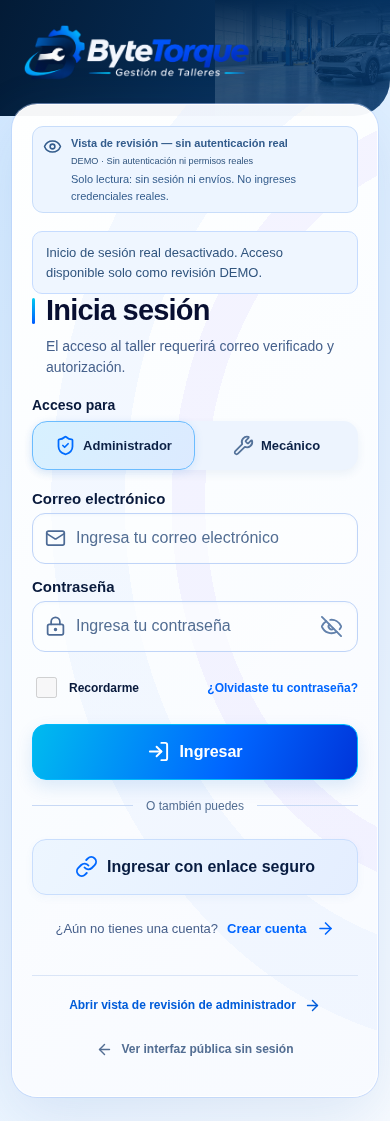 ByteTorque
Gestión de Talleres
Vista de revisión — sin autenticación real
DEMO · Sin autenticación ni permisos reales
Solo lectura: sin sesión ni envíos. No ingreses
credenciales reales.
Inicio de sesión real desactivado. Acceso
disponible solo como revisión DEMO.
Inicia sesión
El acceso al taller requerirá correo verificado y
autorización.
Acceso para
Administrador
Mecánico
Correo electrónico
Ingresa tu correo electrónico
Contraseña
Ingresa tu contraseña
Recordarme
¿Olvidaste tu contraseña?
Ingresar
O también puedes
Ingresar con enlace seguro
¿Aún no tienes una cuenta? Crear cuenta
Abrir vista de revisión de administrador
Ver interfaz pública sin sesión